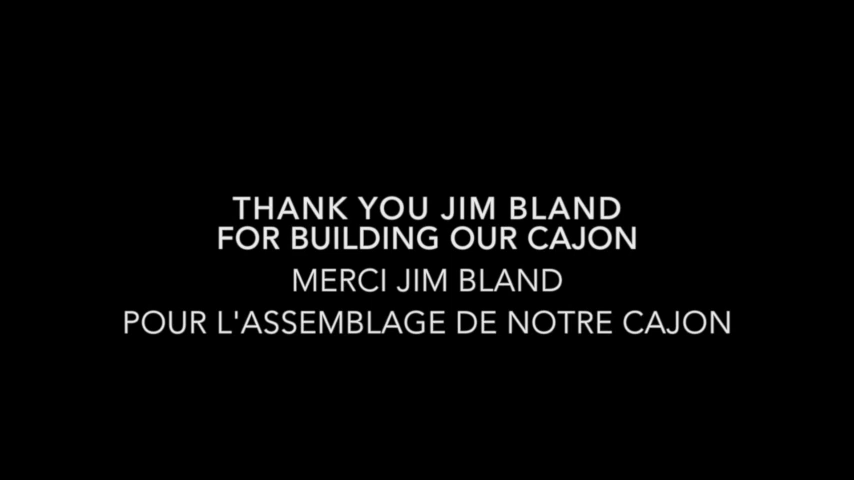 THANK YOU JIM BLAND
FOR BUILDING OUR CAJON
MERCI JIM BLAND
POUR L'ASSEMBLAGE DE NOTRE CAJON